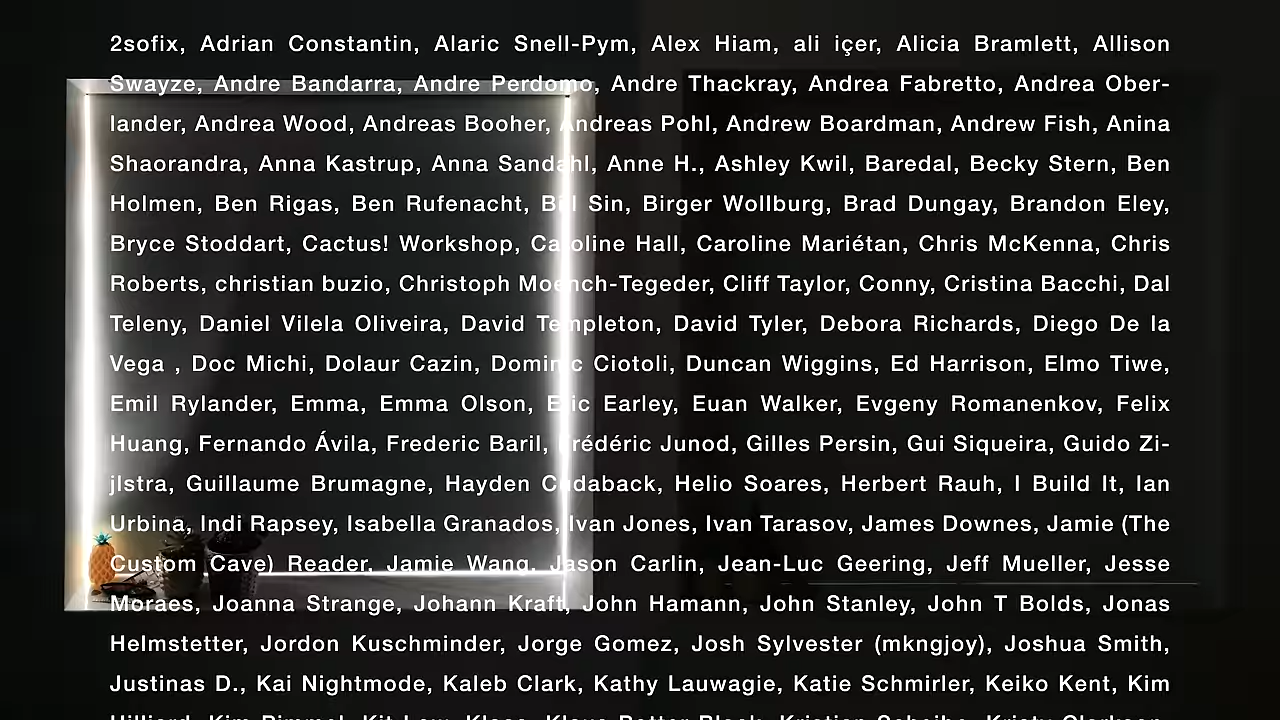 2sofix, Adrian Constantin, Alaric Snell-Pym, Alex Hiam, ali içer, Alicia Bramlett, Allison
Swayze, Andre Bandarra, Andre Perdomo, Andre Thackray, Andrea Fabretto, Andrea Ober-
lander, Andrea Wood, Andreas Booher, Andreas Pohl, Andrew Boardman, Andrew Fish, Anina
Shaorandra, Anna Kastrup, Anna Sandahl, Anne H., Ashley Kwil, Baredal, Becky Stern, Ben
Holmen, Ben Rigas, Ben Rufenacht, Bill Sin, Birger Wollburg, Brad Dungay, Brandon Eley,
Bryce Stoddart, Cactus! Workshop, Caroline Hall, Caroline Mariétan, Chris McKenna, Chris
Roberts, christian buzio, Christoph Moench-Tegeder, Cliff Taylor, Conny, Cristina Bacchi, Dal
Teleny, Daniel Vilela Oliveira, David Templeton, David Tyler, Debora Richards, Diego De la
Vega , Doc Michi, Dolaur Cazin, Dominic Ciotoli, Duncan Wiggins, Ed Harrison, Elmo Tiwe,
Emil Rylander, Emma, Emma Olson, Eric Earley, Euan Walker, Evgeny Romanenkov, Felix
Huang, Fernando Ávila, Frederic Baril, Frédéric Junod, Gilles Persin, Gui Siqueira, Guido Zi-
jlstra, Guillaume Brumagne, Hayden Cudaback, Helio Soares, Herbert Rauh, I Build It, Ian
Urbina, Indi Rapsey, Isabella Granados, Ivan Jones, Ivan Tarasov, James Downes, Jamie (The
Custom Cave) Reader, Jamie Wang, Jason Carlin, Jean-Luc Geering, Jeff Mueller, Jesse
Moraes, Joanna Strange, Johann Kraft, John Hamann, John Stanley, John T Bolds, Jonas
Helmstetter, Jordon Kuschminder, Jorge Gomez, Josh Sylvester (mkngjoy), Joshua Smith,
Justinas D., Kai Nightmode, Kaleb Clark, Kathy Lauwagie, Katie Schmirler, Keiko Kent, Kim